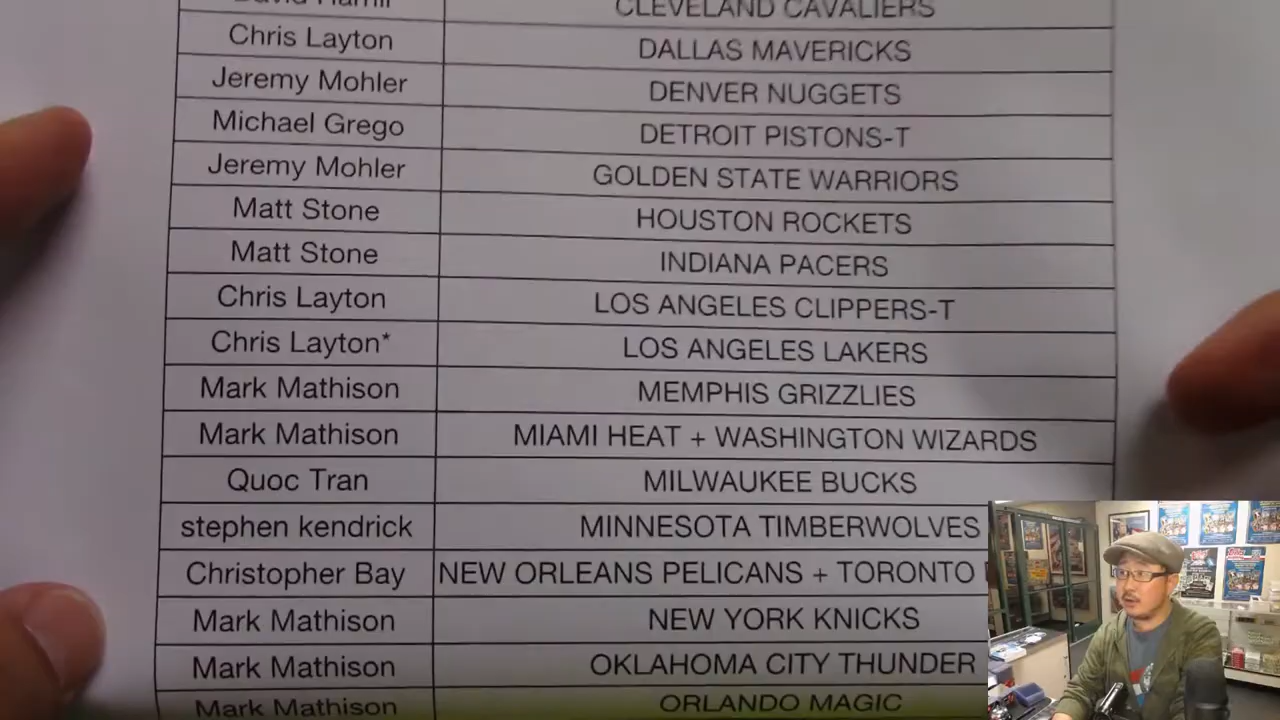 David Hamil CLEVELAND CAVALIERS
Chris Layton DALLAS MAVERICKS
Jeremy Mohler DENVER NUGGETS
Michael Grego DETROIT PISTONS-T
Jeremy Mohler GOLDEN STATE WARRIORS
Matt Stone HOUSTON ROCKETS
Matt Stone INDIANA PACERS
Chris Layton LOS ANGELES CLIPPERS-T
Chris Layton* LOS ANGELES LAKERS
Mark Mathison MEMPHIS GRIZZLIES
Mark Mathison MIAMI HEAT + WASHINGTON WIZARDS
Quoc Tran MILWAUKEE BUCKS
stephen kendrick MINNESOTA TIMBERWOLVES
Christopher Bay NEW ORLEANS PELICANS + TORONTO
Mark Mathison NEW YORK KNICKS
Mark Mathison OKLAHOMA CITY THUNDER
Mark Mathison ORLANDO MAGIC